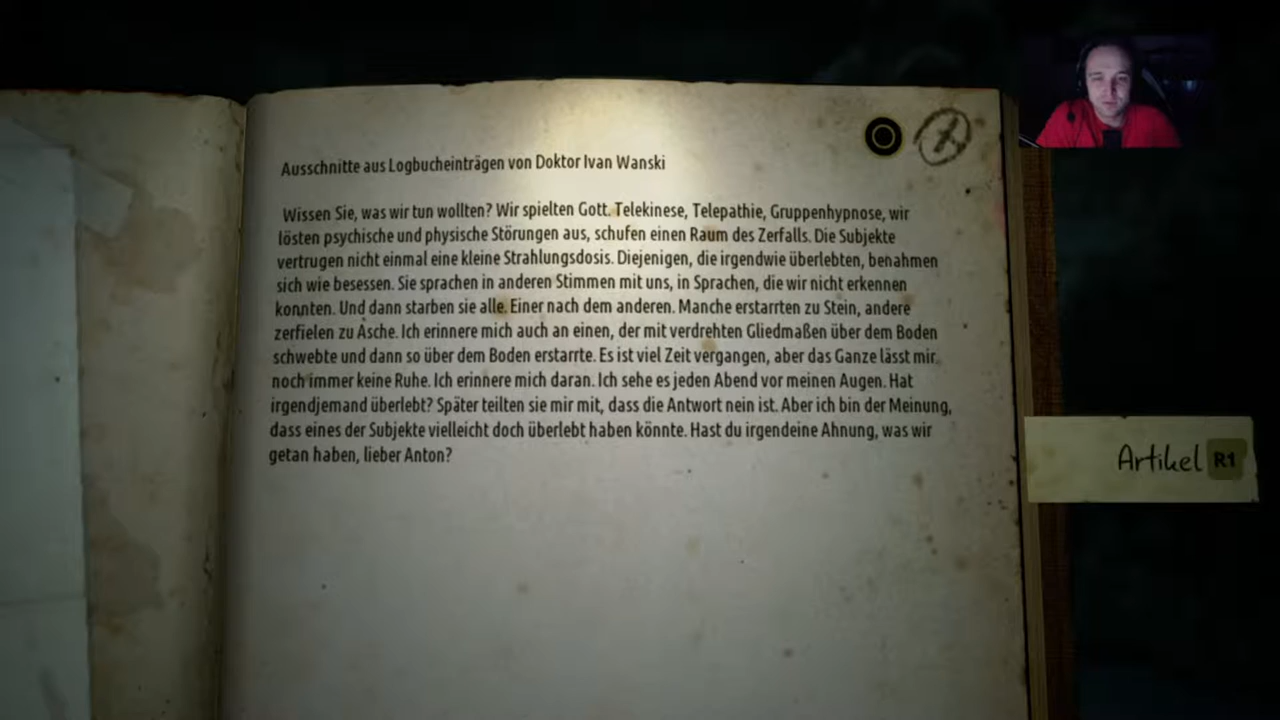 Ausschnitte aus Logbucheinträgen von Doktor Ivan Wanski
Wissen Sie, was wir tun wollten? Wir spielten Gott. Telekinese, Telepathie, Gruppenhypnose, wir
lösten psychische und physische Störungen aus, schufen einen Raum des Zerfalls. Die Subjekte
vertrugen nicht einmal eine kleine Strahlungsdosis. Diejenigen, die irgendwie überlebten, benahmen
sich wie besessen. Sie sprachen in anderen Stimmen mit uns, in Sprachen, die wir nicht erkennen
konnten. Und dann starben sie alle. Einer nach dem anderen. Manche erstarrten zu Stein, andere
zerfielen zu Asche. Ich erinnere mich auch an einen, der mit verdrehten Gliedmaßen über dem Boden
schwebte und dann so über dem Boden erstarrte. Es ist viel Zeit vergangen, aber das Ganze lässt mir
noch immer keine Ruhe. Ich erinnere mich daran. Ich sehe es jeden Abend vor meinen Augen. Hat
irgendjemand überlebt? Später teilten sie mir mit, dass die Antwort nein ist. Aber ich bin der Meinung,
dass eines der Subjekte vielleicht doch überlebt haben könnte. Hast du irgendeine Ahnung, was wir
getan haben, lieber Anton?
Artikel R1